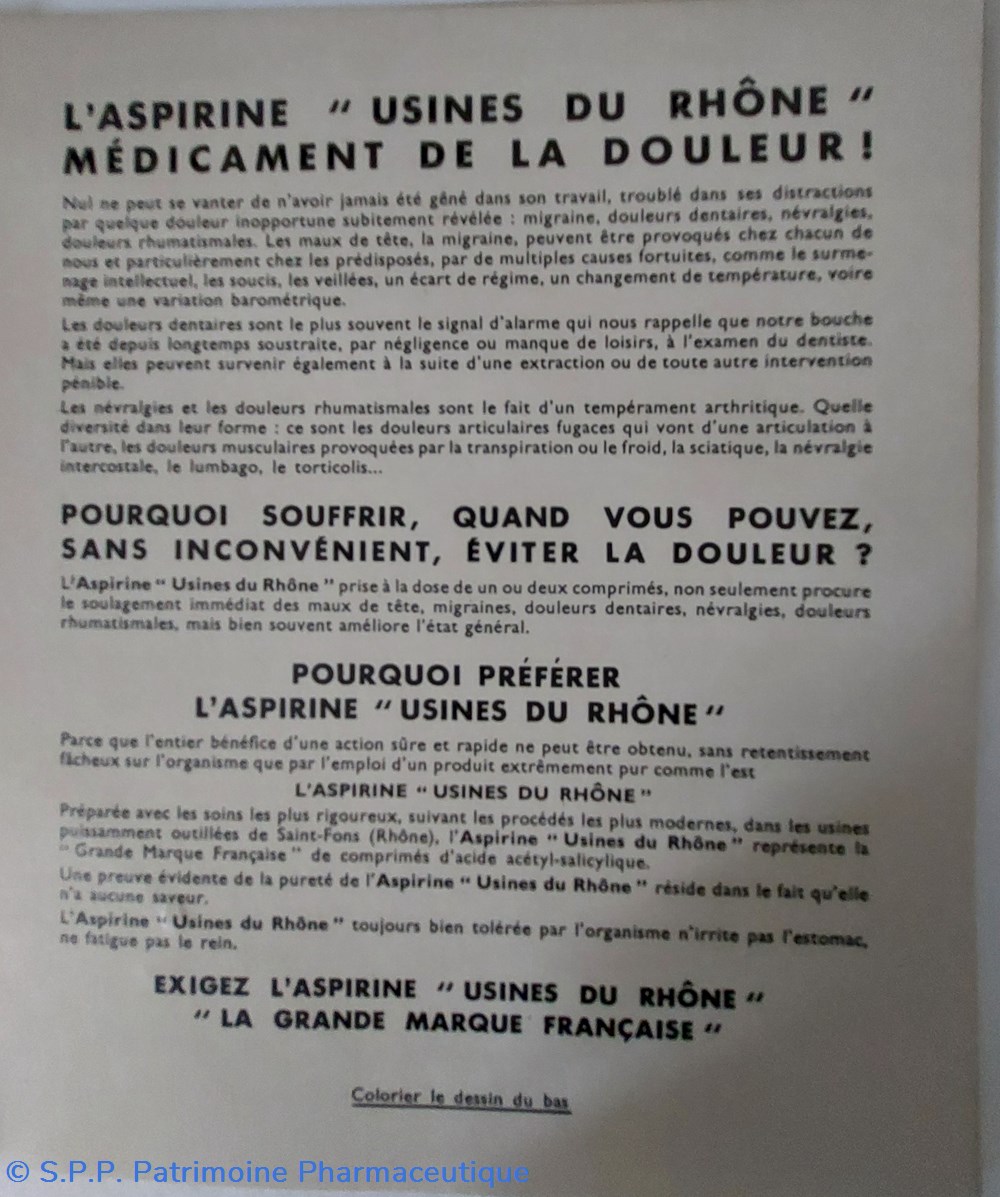 L'ASPIRINE " USINES DU RHÔNE "
MÉDICAMENT DE LA DOULEUR !
Nul ne peut se vanter de n'avoir jamais été gêné dans son travail, troublé dans ses distractions
par quelque douleur inopportune subitement révélée : migraine, douleurs dentaires, névralgies,
douleurs rhumatismales. Les maux de tête, la migraine, peuvent être provoqués chez chacun de
nous et particulièrement chez les prédisposés, par de multiples causes fortuites, comme le surme-
nage intellectuel, les soucis, les veillées, un écart de régime, un changement de température, voire
même une variation barométrique.
Les douleurs dentaires sont le plus souvent le signal d'alarme qui nous rappelle que notre bouche
a été depuis longtemps soustraite, par négligence ou manque de loisirs, à l'examen du dentiste.
Mais elles peuvent survenir également à la suite d'une extraction ou de toute autre intervention
pénible.
Les névralgies et les douleurs rhumatismales sont le fait d'un tempérament arthritique. Quelle
diversité dans leur forme : ce sont les douleurs articulaires fugaces qui vont d'une articulation à
l'autre, les douleurs musculaires provoquées par la transpiration ou le froid, la sciatique, la névralgie
intercostale, le lumbago, le torticolis...
POURQUOI SOUFFRIR, QUAND VOUS POUVEZ,
SANS INCONVÉNIENT, ÉVITER LA DOULEUR ?
L'Aspirine " Usines du Rhône " prise à la dose de un ou deux comprimés, non seulement procure
le soulagement immédiat des maux de tête, migraines, douleurs dentaires, névralgies, douleurs
rhumatismales, mais bien souvent améliore l'état général.
POURQUOI PRÉFÉRER
L'ASPIRINE " USINES DU RHÔNE "
Parce que l'entier bénéfice d'une action sûre et rapide ne peut être obtenu, sans retentissement
fâcheux sur l'organisme que par l'emploi d'un produit extrêmement pur comme l'est
L'ASPIRINE " USINES DU RHÔNE "
Préparée avec les soins les plus rigoureux, suivant les procédés les plus modernes, dans les usines
puissamment outillées de Saint-Fons (Rhône), l'Aspirine " Usines du Rhône " représente la
" Grande Marque Française " de comprimés d'acide acétyl-salicylique.
Une preuve évidente de la pureté de l'Aspirine " Usines du Rhône " réside dans le fait qu'elle
n'a aucune saveur.
L'Aspirine " Usines du Rhône " toujours bien tolérée par l'organisme n'irrite pas l'estomac,
ne fatigue pas le rein.
EXIGEZ L'ASPIRINE " USINES DU RHÔNE "
" LA GRANDE MARQUE FRANÇAISE "
Colorier le dessin du bas
© S.P.P. Patrimoine Pharmaceutique